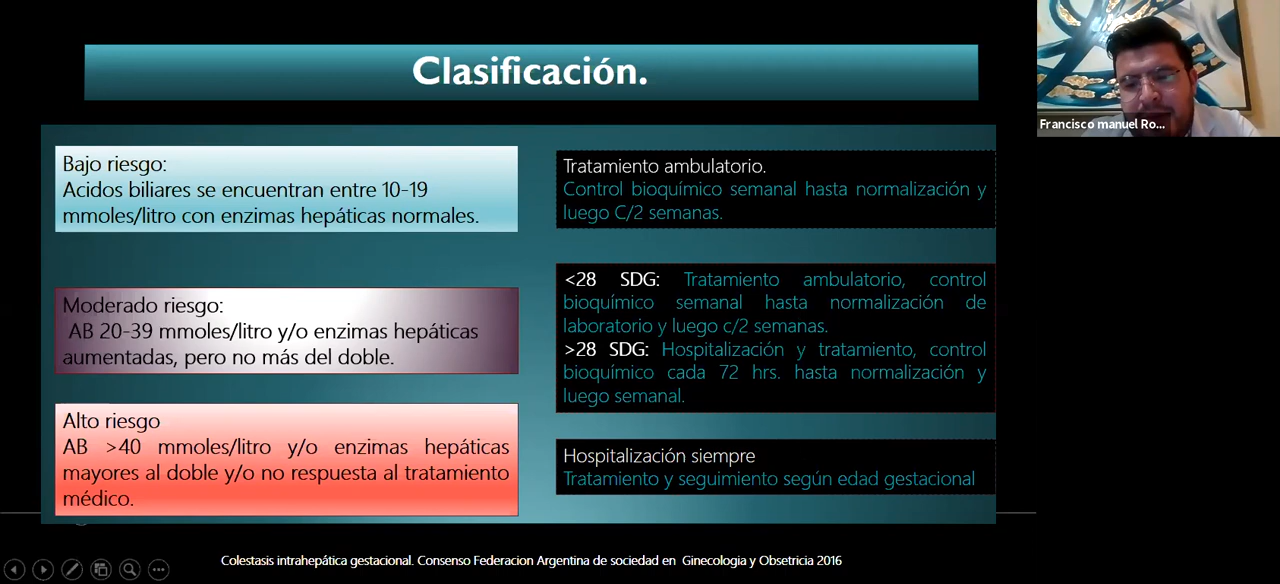 Clasificación.
Francisco manuel Ro...
Bajo riesgo:
Acidos biliares se encuentran entre 10-19
mmoles/litro con enzimas hepáticas normales.
Tratamiento ambulatorio.
Control bioquímico semanal hasta normalización y
luego C/2 semanas.
Moderado riesgo:
AB 20-39 mmoles/litro y/o enzimas hepáticas
aumentadas, pero no más del doble.
<28 SDG: Tratamiento ambulatorio, control
bioquímico semanal hasta normalización de
laboratorio y luego c/2 semanas.
>28 SDG: Hospitalización y tratamiento, control
bioquímico cada 72 hrs. hasta normalización y
luego semanal.
Alto riesgo
AB >40 mmoles/litro y/o enzimas hepáticas
mayores al doble y/o no respuesta al tratamiento
médico.
Hospitalización siempre
Tratamiento y seguimiento según edad gestacional
Colestasis intrahepática gestacional. Consenso Federacion Argentina de sociedad en Ginecologia y Obsetricia 2016